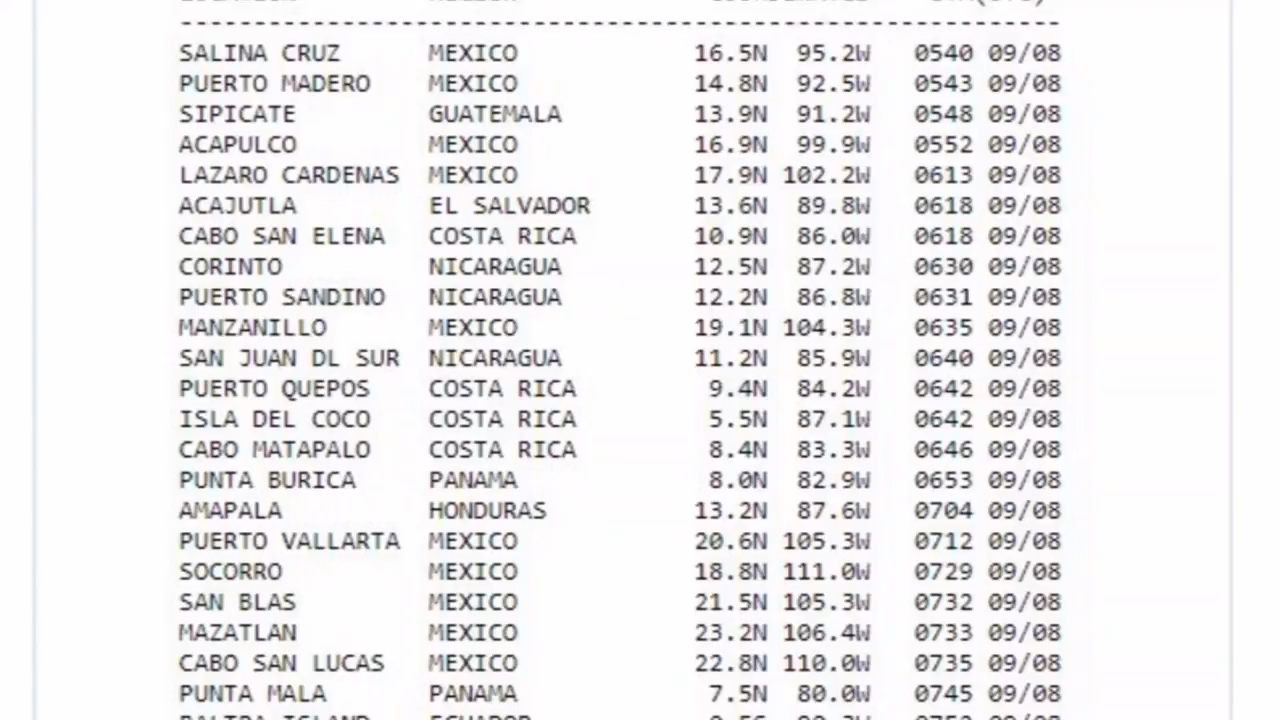 --------------------------------------------------------
SALINA CRUZ MEXICO 16.5N 95.2W 0540 09/08
PUERTO MADERO MEXICO 14.8N 92.5W 0543 09/08
SIPICATE GUATEMALA 13.9N 91.2W 0548 09/08
ACAPULCO MEXICO 16.9N 99.9W 0552 09/08
LAZARO CARDENAS MEXICO 17.9N 102.2W 0613 09/08
ACAJUTLA EL SALVADOR 13.6N 89.8W 0618 09/08
CABO SAN ELENA COSTA RICA 10.9N 86.0W 0618 09/08
CORINTO NICARAGUA 12.5N 87.2W 0630 09/08
PUERTO SANDINO NICARAGUA 12.2N 86.8W 0631 09/08
MANZANILLO MEXICO 19.1N 104.3W 0635 09/08
SAN JUAN DL SUR NICARAGUA 11.2N 85.9W 0640 09/08
PUERTO QUEPOS COSTA RICA 9.4N 84.2W 0642 09/08
ISLA DEL COCO COSTA RICA 5.5N 87.1W 0642 09/08
CABO MATAPALO COSTA RICA 8.4N 83.3W 0646 09/08
PUNTA BURICA PANAMA 8.0N 82.9W 0653 09/08
AMAPALA HONDURAS 13.2N 87.6W 0704 09/08
PUERTO VALLARTA MEXICO 20.6N 105.3W 0712 09/08
SOCORRO MEXICO 18.8N 111.0W 0729 09/08
SAN BLAS MEXICO 21.5N 105.3W 0732 09/08
MAZATLAN MEXICO 23.2N 106.4W 0733 09/08
CABO SAN LUCAS MEXICO 22.8N 110.0W 0735 09/08
PUNTA MALA PANAMA 7.5N 80.0W 0745 09/08